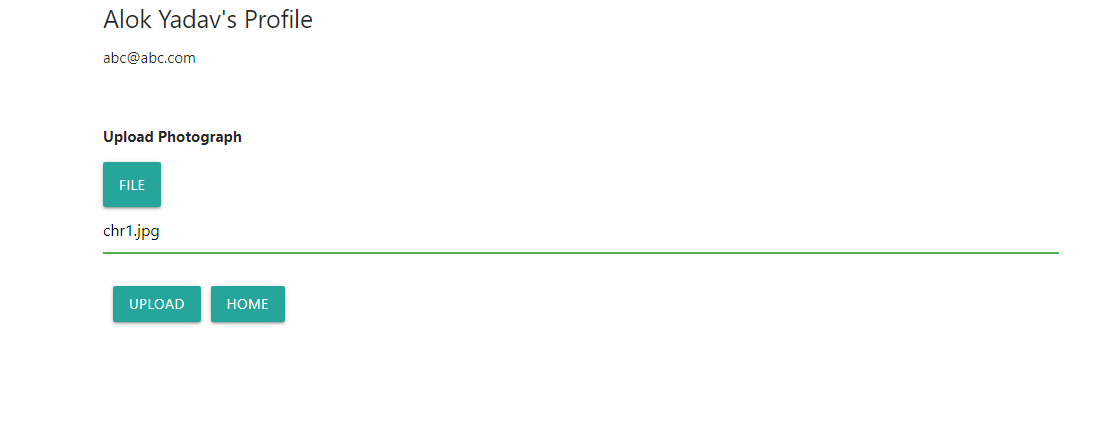 Alok Yadav's Profile
abc@abc.com
Upload Photograph
FILE
chr1.jpg
UPLOAD HOME